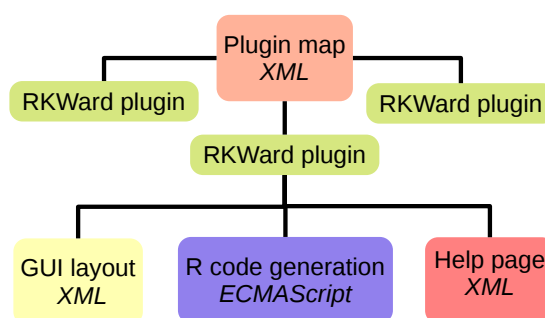 Plugin map
XML
RKWard plugin
RKWard plugin
RKWard plugin
GUI layout
XML
R code generation
ECMAScript
Help page
XML